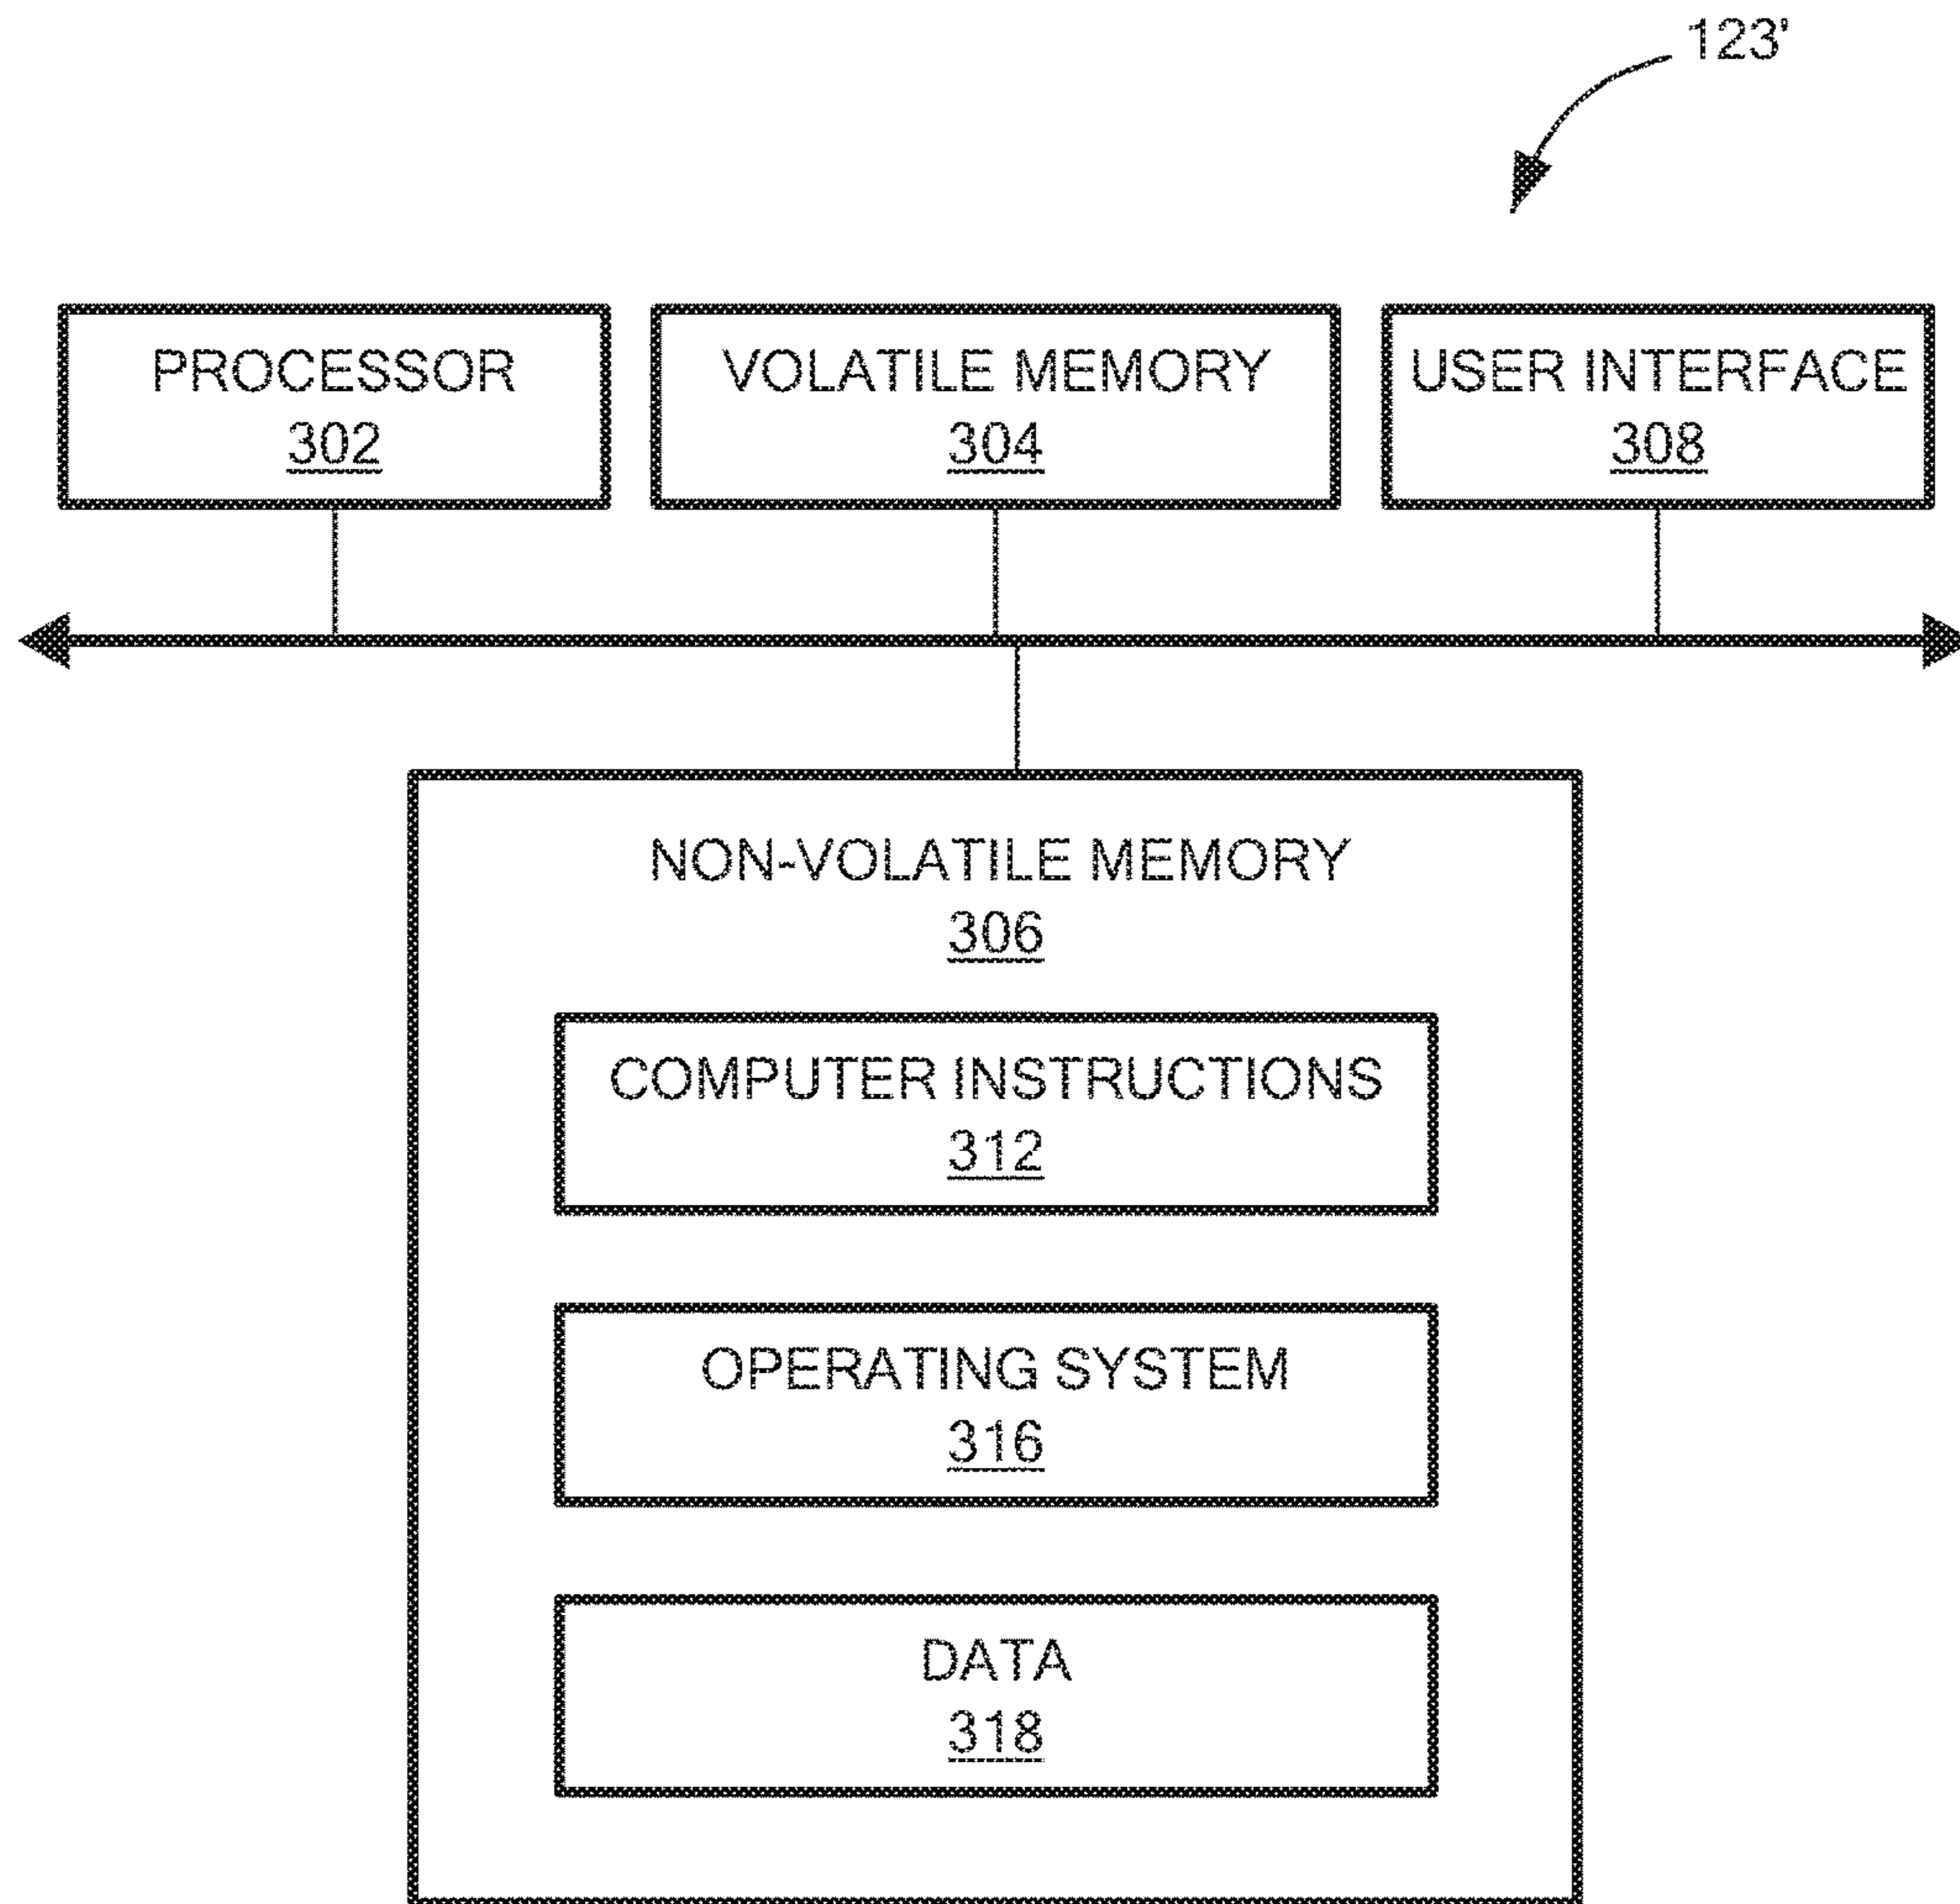 123'
PROCESSOR
302
VOLATILE MEMORY
304
USER INTERFACE
308
NON-VOLATILE MEMORY
306
COMPUTER INSTRUCTIONS
312
OPERATING SYSTEM
316
DATA
318